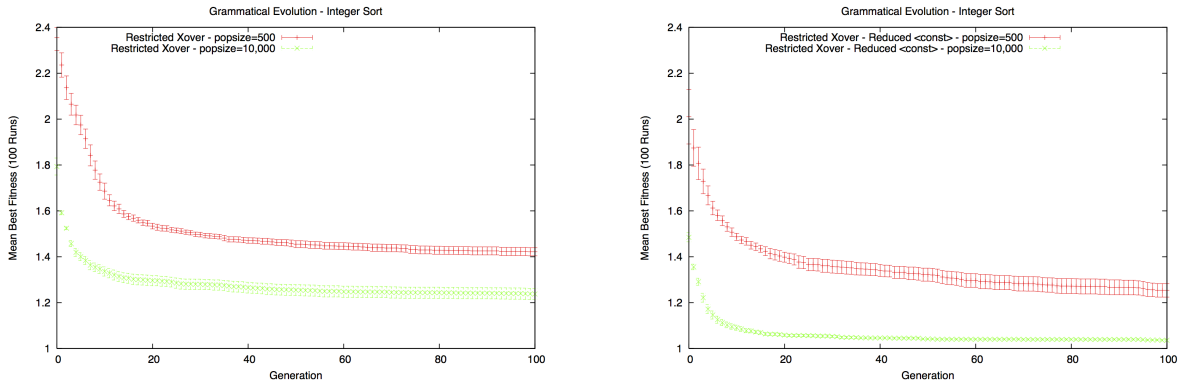 Grammatical Evolution - Integer Sort
2.4
2.2
2
1.8
1.6
1.4
1.2
1
0
20
40
60
80
100
Mean Best Fitness (100 Runs)
Generation
Restricted Xover - popsize=500
Restricted Xover - popsize=10,000
Grammatical Evolution - Integer Sort
2.4
2.2
2
1.8
1.6
1.4
1.2
1
0
20
40
60
80
100
Mean Best Fitness (100 Runs)
Generation
Restricted Xover - Reduced <const> - popsize=500
Restricted Xover - Reduced <const> - popsize=10,000